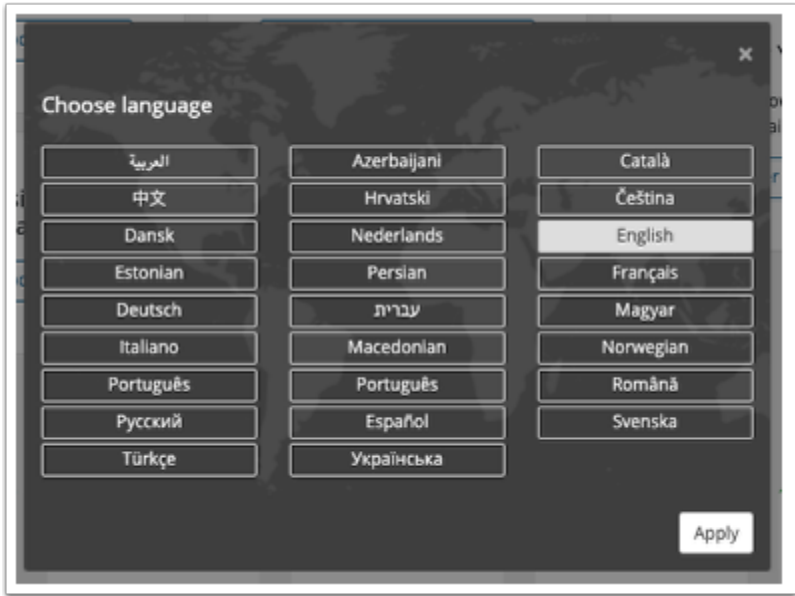 ×
Choose language
العربية Azerbaijani Català
中文 Hrvatski Čeština
Dansk Nederlands English
Estonian Persian Français
Deutsch עברית Magyar
Italiano Macedonian Norwegian
Português Português Română
Русский Español Svenska
Türkçe Українська
Apply